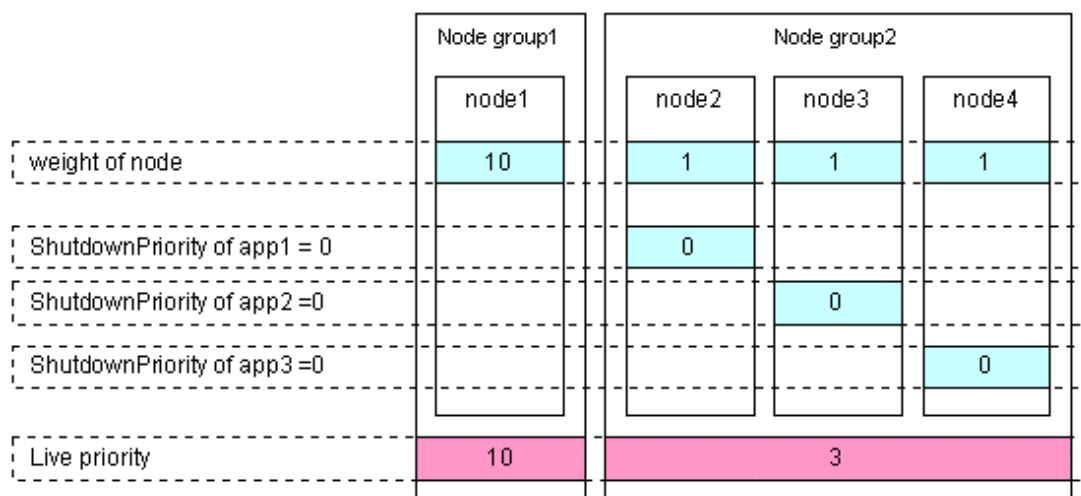 Node group1 Node group2
node1 node2 node3 node4
weight of node 10 1 1 1
ShutdownPriority of app1 = 0 0
ShutdownPriority of app2 =0 0
ShutdownPriority of app3 =0 0
Live priority 10 3